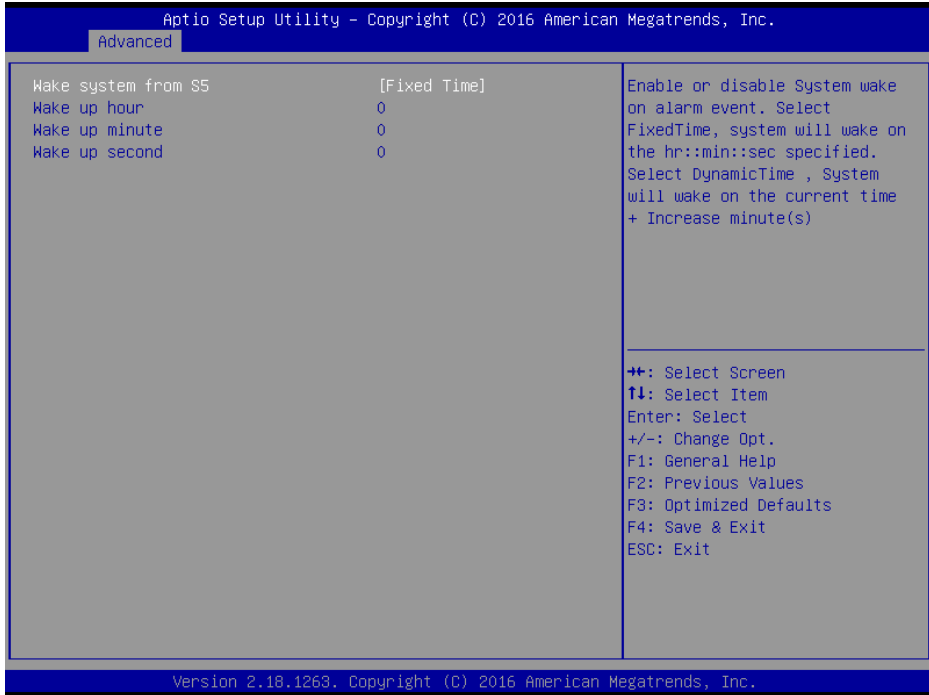 Aptio Setup Utility – Copyright (C) 2016 American Megatrends, Inc.
Advanced
Wake system from S5 [Fixed Time]
Wake up hour 0
Wake up minute 0
Wake up second 0
Enable or disable System wake
on alarm event. Select
FixedTime, system will wake on
the hr::min::sec specified.
Select DynamicTime , System
will wake on the current time
+ Increase minute(s)
→←: Select Screen
↑↓: Select Item
Enter: Select
+/-: Change Opt.
F1: General Help
F2: Previous Values
F3: Optimized Defaults
F4: Save & Exit
ESC: Exit
Version 2.18.1263. Copyright (C) 2016 American Megatrends, Inc.